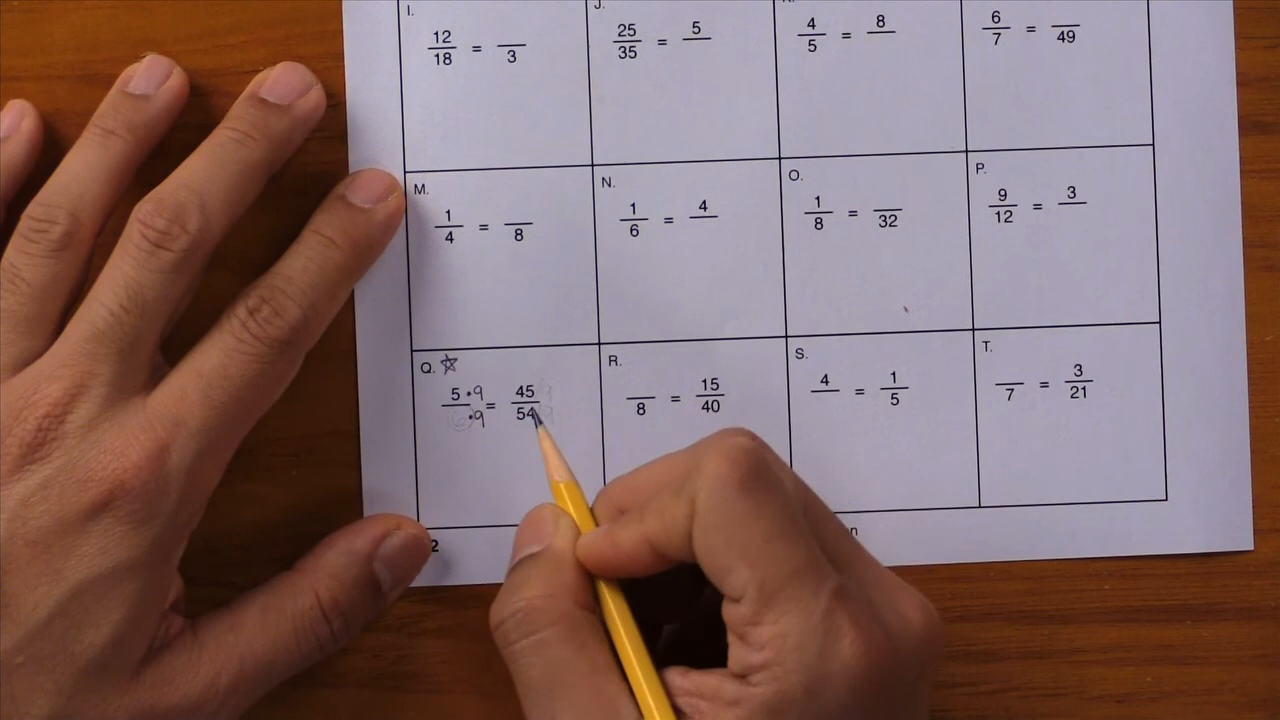 I. J. K.
12/18 = /3
25/35 = 5/
4/5 = 8/
6/7 = /49
M. N. O. P.
1/4 = /8
1/6 = 4/
1/8 = /32
9/12 = 3/
Q. R. S. T.
5·9/·9 = 45/54
/8 = 15/40
4/ = 1/5
/7 = 3/21
2